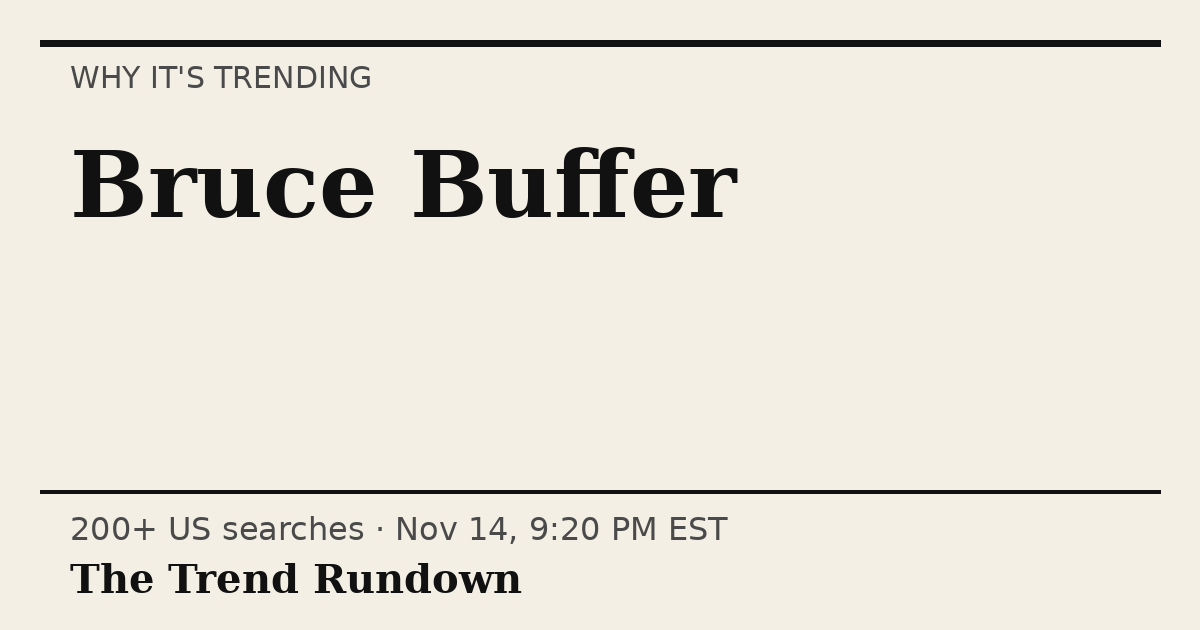 WHY IT'S TRENDING
Bruce Buffer
200+ US searches · Nov 14, 9:20 PM EST
The Trend Rundown